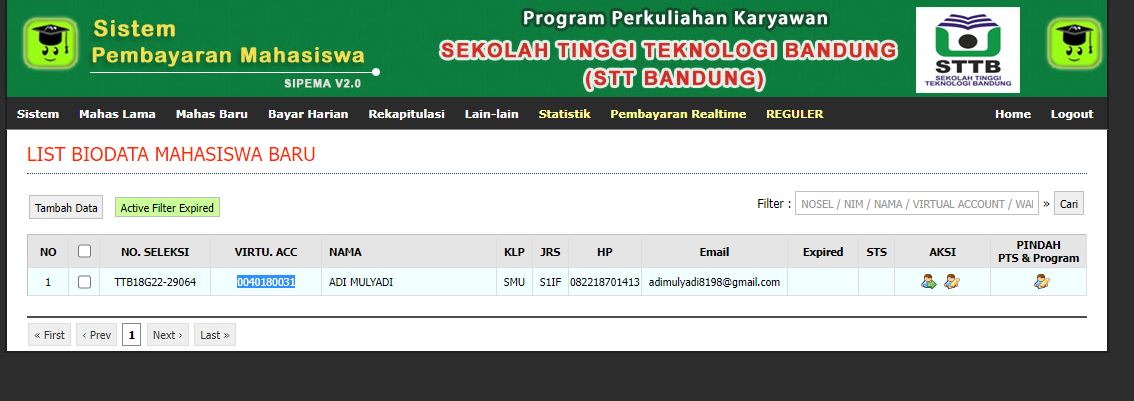 Sistem
Pembayaran Mahasiswa
SIPEMA V2.0
Program Perkuliahan Karyawan
SEKOLAH TINGGI TEKNOLOGI BANDUNG
(STT BANDUNG)
STTB
SEKOLAH TINGGI
TEKNOLOGI BANDUNG
Sistem Mahas Lama Mahas Baru Bayar Harian Rekapitulasi Lain-lain Statistik Pembayaran Realtime REGULER Home Logout
LIST BIODATA MAHASISWA BARU
Tambah Data Active Filter Expired Filter : NOSEL / NIM / NAMA / VIRTUAL ACCOUNT / » Cari
NO NO. SELEKSI VIRTU. ACC NAMA KLP JRS HP Email Expired STS AKSI PINDAH
PTS & Program
1 TTB18G22-29064 0040180031 ADI MULYADI SMU S1IF 082218701413 adimulyadi8198@gmail.com
« First ‹ Prev 1 Next › Last »